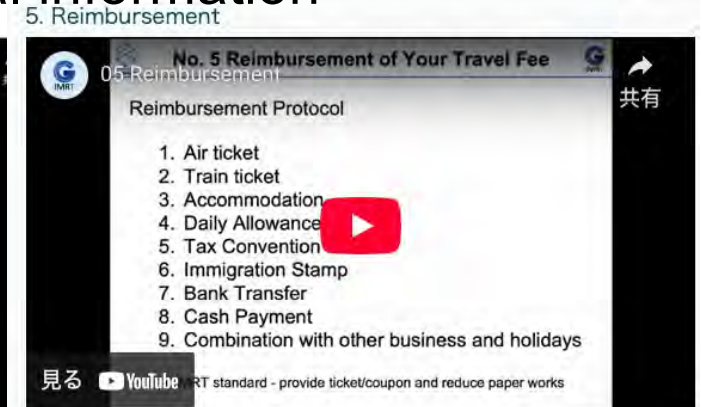 information
5. Reimbursement
No. 5 Reimbursement of Your Travel Fee
G
IMRT
05 Reimbursement
G
共有
Reimbursement Protocol
1. Air ticket
2. Train ticket
3. Accommodation
4. Daily Allowance
5. Tax Convention
6. Immigration Stamp
7. Bank Transfer
8. Cash Payment
9. Combination with other business and holidays
見る YouTube
standard - provide ticket/coupon and reduce paper works